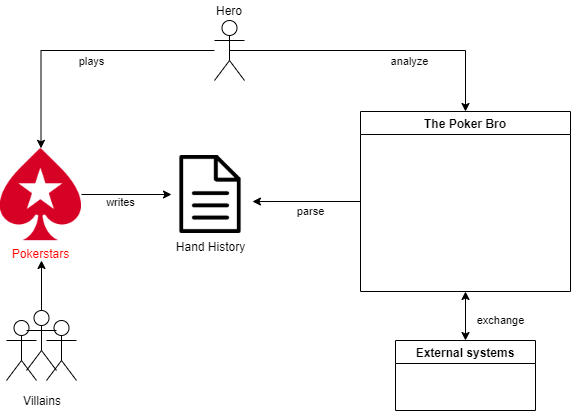 Hero
plays
analyze
The Poker Bro
writes
parse
Hand History
Pokerstars
exchange
External systems
Villains